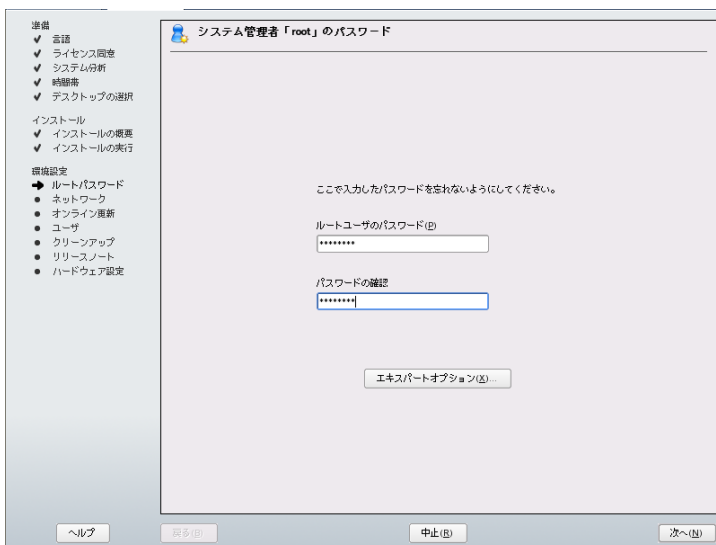 準備
言語
ライセンス同意
システム分析
時間帯
デスクトップの選択
インストール
インストールの概要
インストールの実行
環境設定
ルートパスワード
ネットワーク
オンライン更新
ユーザ
クリーンアップ
リリースノート
ハードウェア設定
システム管理者「root」のパスワード
ここで入力したパスワードを忘れないようにしてください。
ルートユーザのパスワード(P)
********
パスワードの確認
********
エキスパートオプション(X)...
ヘルプ
戻る(B)
中止(R)
次へ(N)